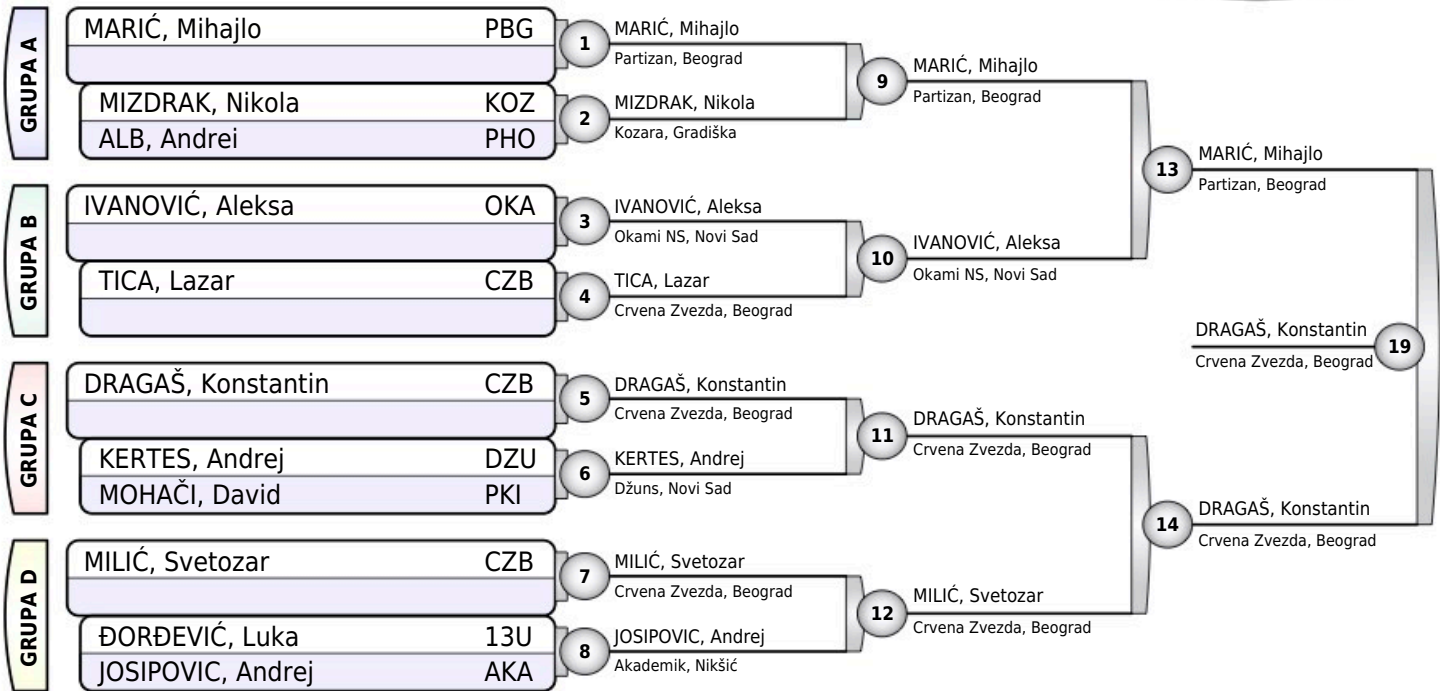 GRUPA A
MARIĆ, Mihajlo PBG
MIZDRAK, Nikola KOZ
ALB, Andrei PHO
GRUPA B
IVANOVIĆ, Aleksa OKA
TICA, Lazar CZB
GRUPA C
DRAGAŠ, Konstantin CZB
KERTES, Andrej DZU
MOHAČI, David PKI
GRUPA D
MILIĆ, Svetozar CZB
ĐORĐEVIĆ, Luka 13U
JOSIPOVIC, Andrej AKA
1
MARIĆ, Mihajlo
Partizan, Beograd
2
MIZDRAK, Nikola
Kozara, Gradiška
3
IVANOVIĆ, Aleksa
Okami NS, Novi Sad
4
TICA, Lazar
Crvena Zvezda, Beograd
5
DRAGAŠ, Konstantin
Crvena Zvezda, Beograd
6
KERTES, Andrej
Džuns, Novi Sad
7
MILIĆ, Svetozar
Crvena Zvezda, Beograd
8
JOSIPOVIC, Andrej
Akademik, Nikšić
9
MARIĆ, Mihajlo
Partizan, Beograd
10
IVANOVIĆ, Aleksa
Okami NS, Novi Sad
11
DRAGAŠ, Konstantin
Crvena Zvezda, Beograd
12
MILIĆ, Svetozar
Crvena Zvezda, Beograd
13
MARIĆ, Mihajlo
Partizan, Beograd
14
DRAGAŠ, Konstantin
Crvena Zvezda, Beograd
DRAGAŠ, Konstantin
Crvena Zvezda, Beograd
19